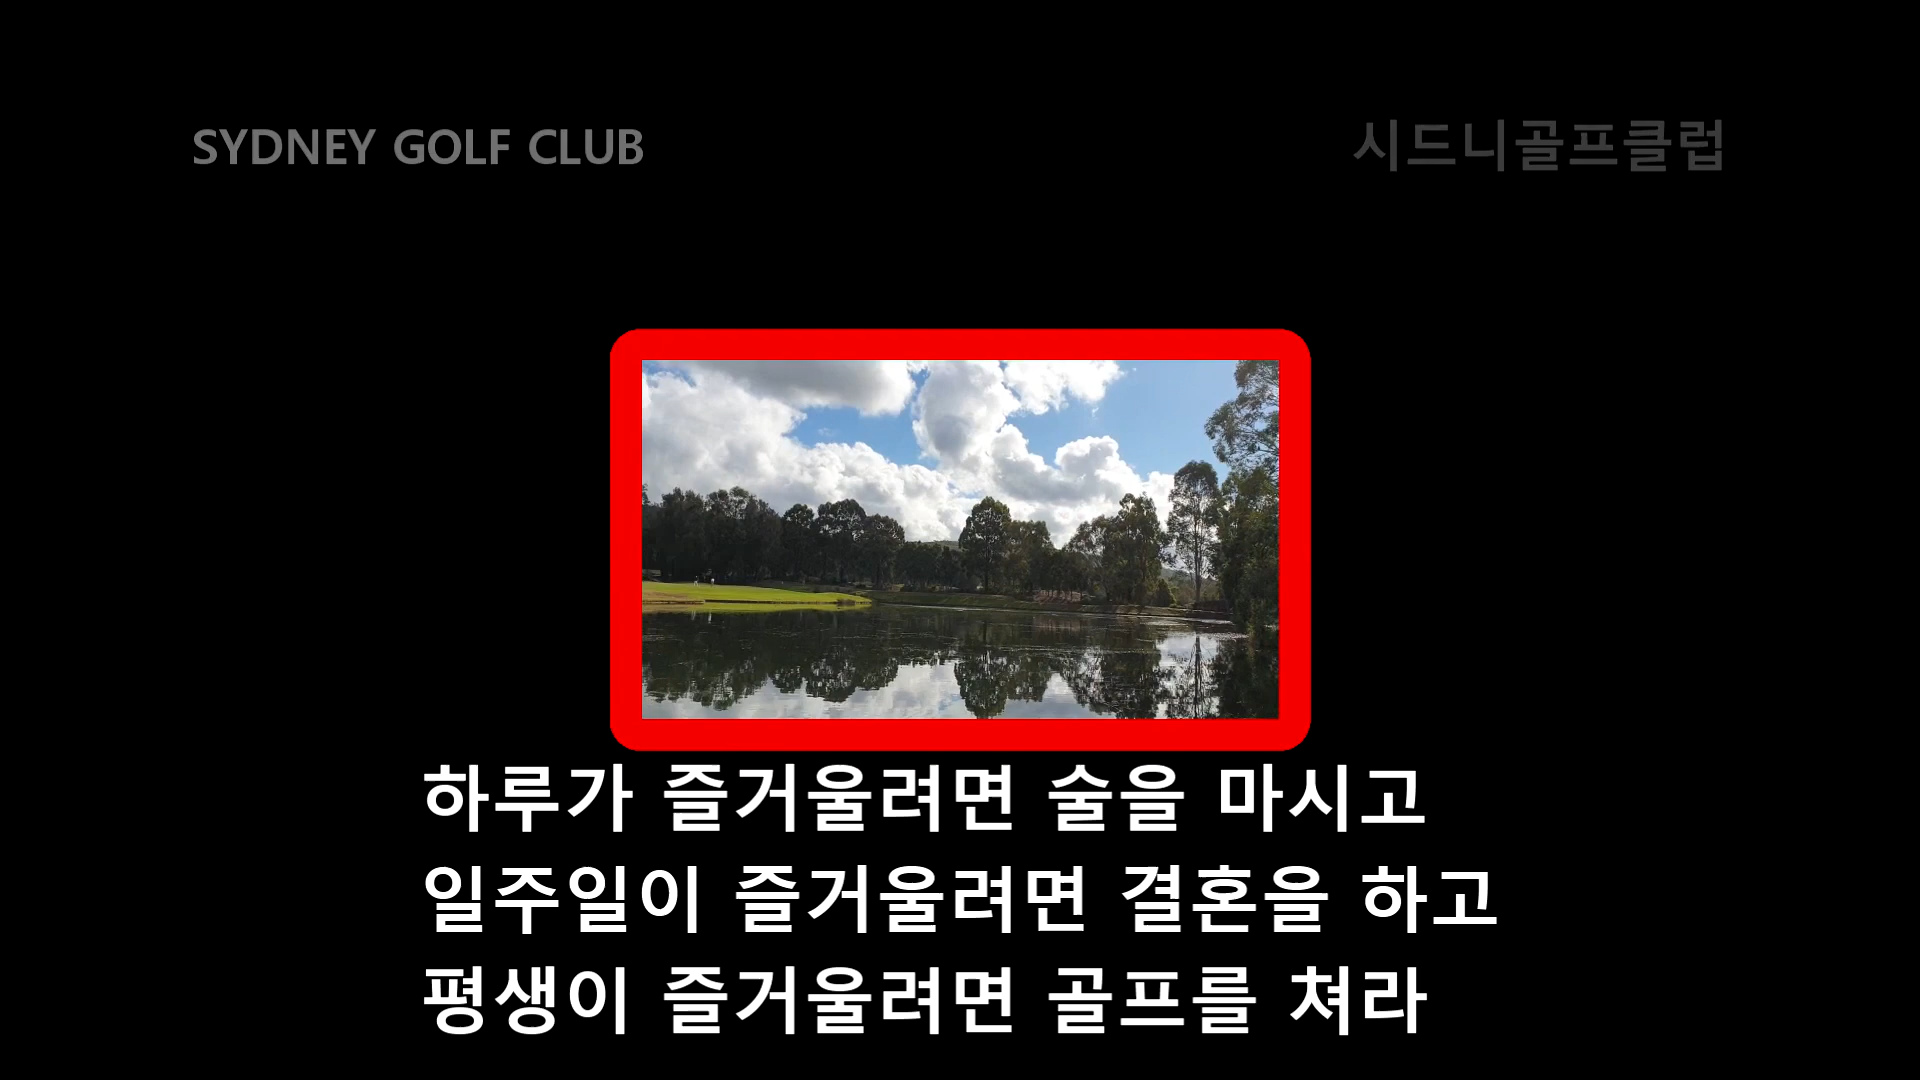 SYDNEY GOLF CLUB
시드니골프클럽
하루가 즐거울려면 술을 마시고
일주일이 즐거울려면 결혼을 하고
평생이 즐거울려면 골프를 쳐라